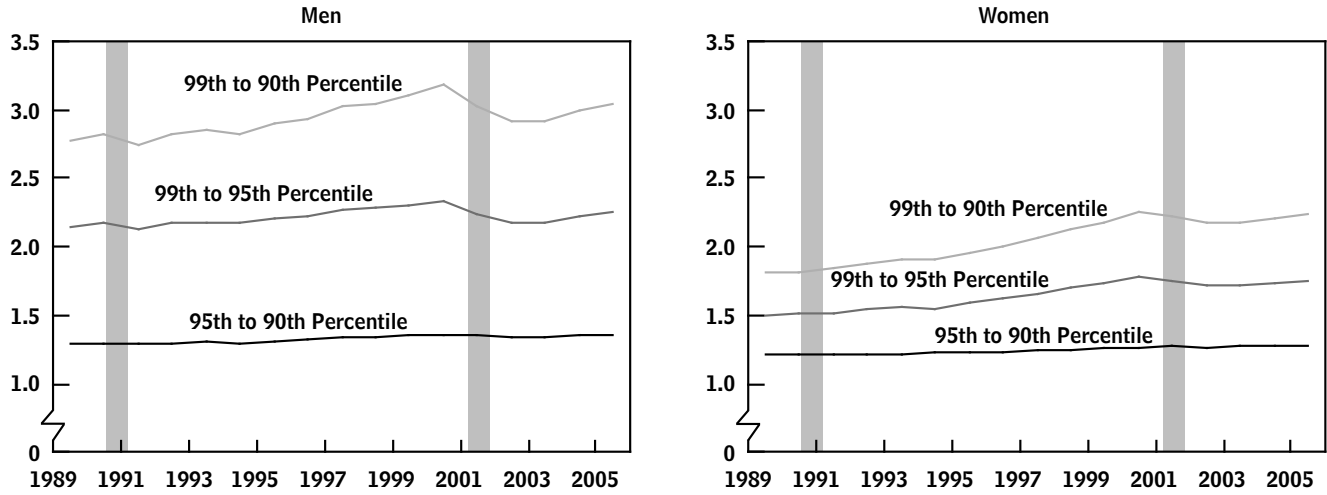 Men
3.5
99th to 90th Percentile
3.0
2.5
99th to 95th Percentile
2.0
1.5
95th to 90th Percentile
1.0
0
1989 1991 1993 1995 1997 1999 2001 2003 2005
Women
3.5
3.0
2.5
99th to 90th Percentile
2.0
99th to 95th Percentile
1.5
95th to 90th Percentile
1.0
0
1989 1991 1993 1995 1997 1999 2001 2003 2005